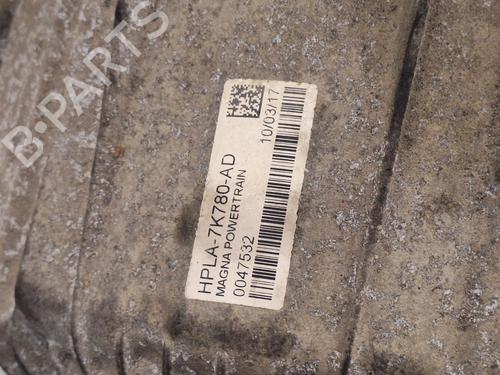 B-PARTS
10/03/17
HPLA-7K780-AD
MAGNA POWERTRAIN
0047532